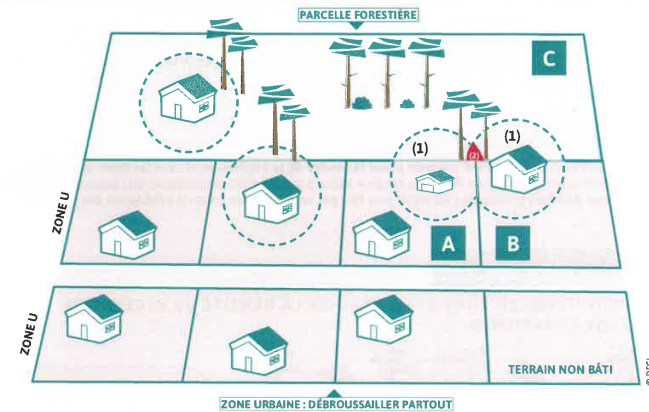 PARCELLE FORESTIÈRE
C
(1)
(1)
(2)
ZONE U
A
B
ZONE U
TERRAIN NON BÂTI
ZONE URBAINE : DÉBROUSSAILLER PARTOUT